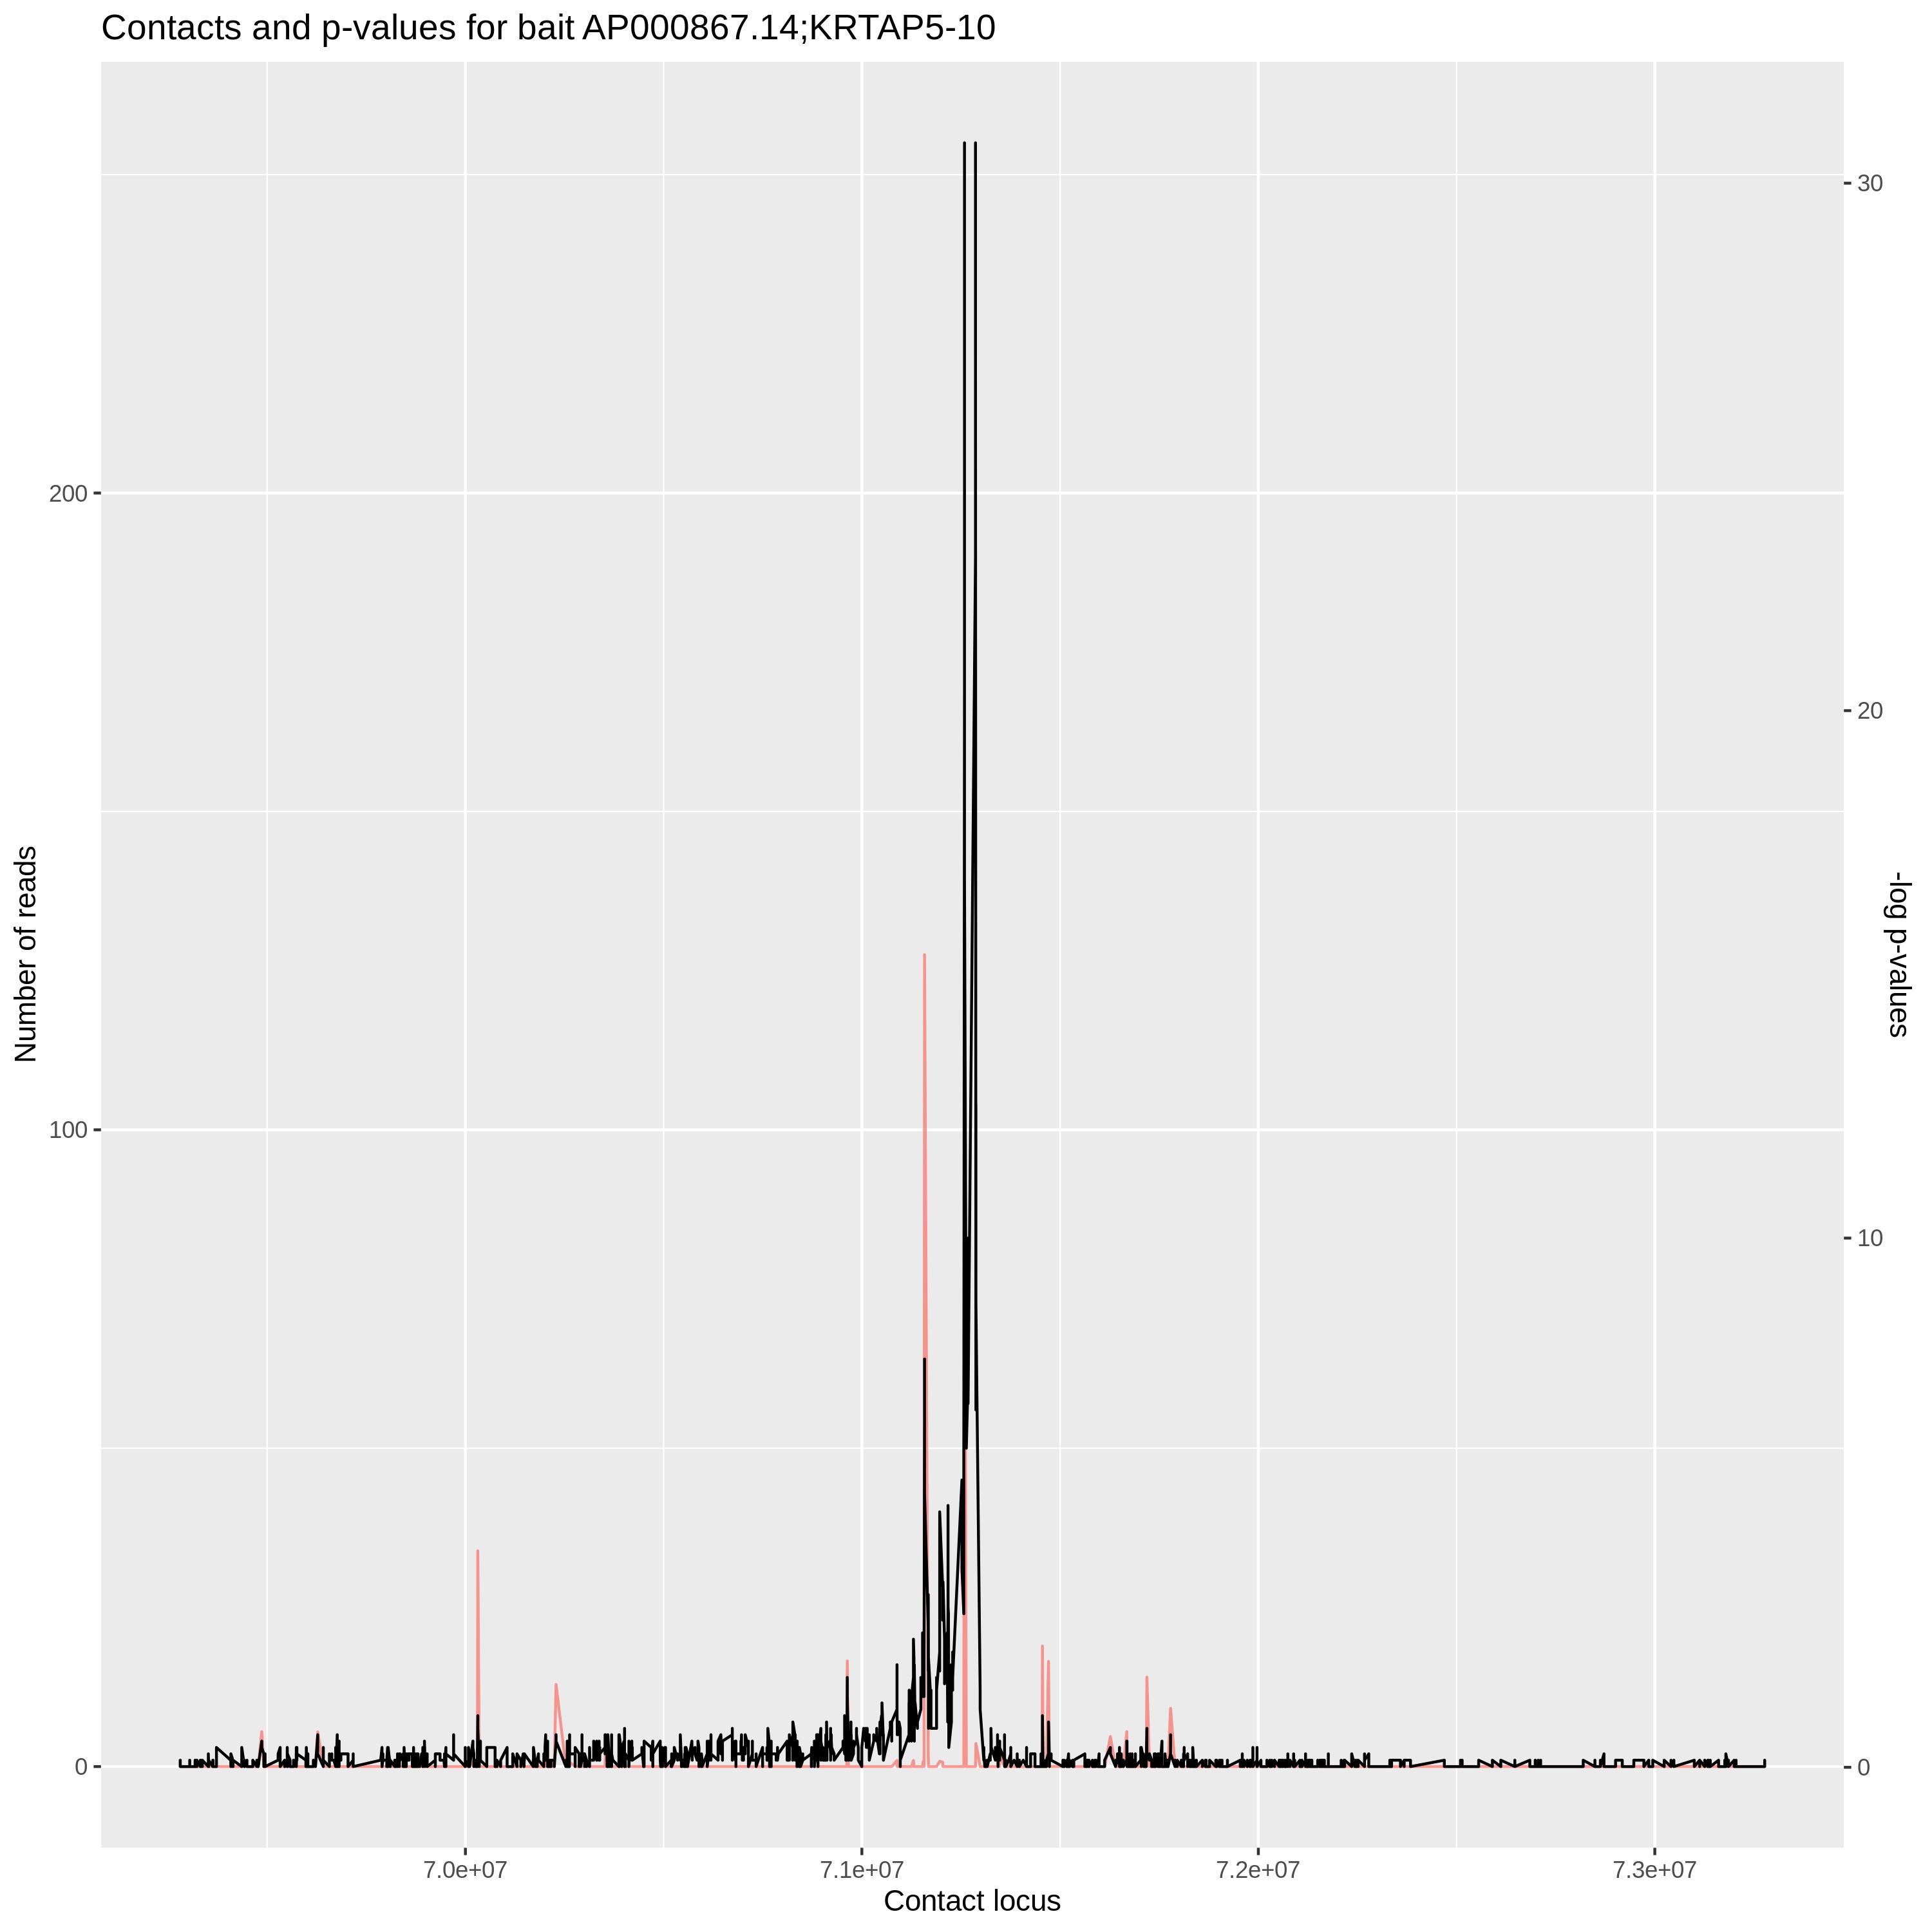 Contacts and p-values for bait AP000867.14;KRTAP5-10
Number of reads
200
100
0
30
20
10
0
-log p-values
7.0e+07
7.1e+07
7.2e+07
7.3e+07
Contact locus